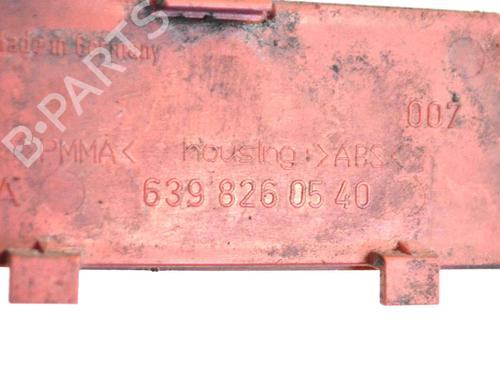 Made in Germany
B-PARTS
007
>PMMA< housing >ABS<
A 639 826 05 40